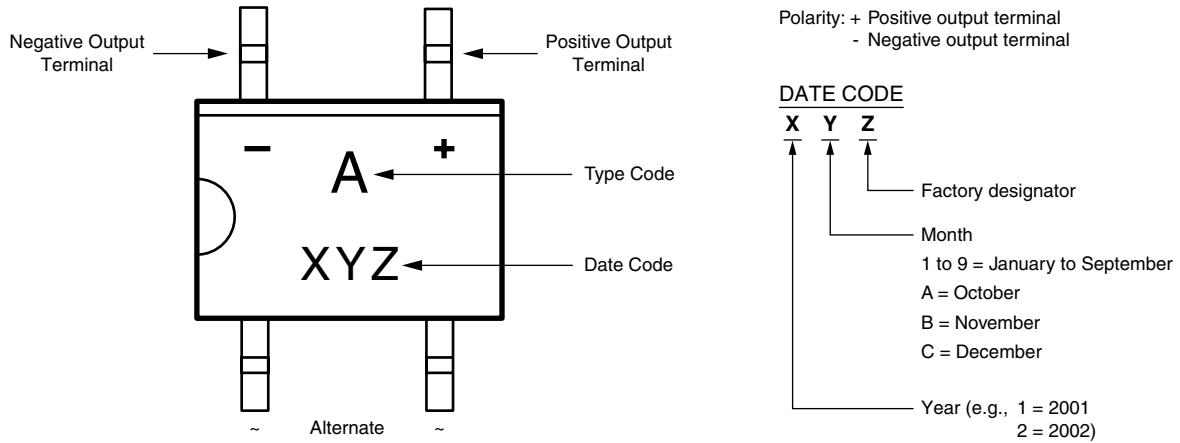 Negative Output
Terminal
Positive Output
Terminal
− +
A
Type Code
XYZ
Date Code
~ Alternate ~
Polarity: + Positive output terminal
- Negative output terminal
DATE CODE
X Y Z
Factory designator
Month
1 to 9 = January to September
A = October
B = November
C = December
Year (e.g., 1 = 2001
2 = 2002)